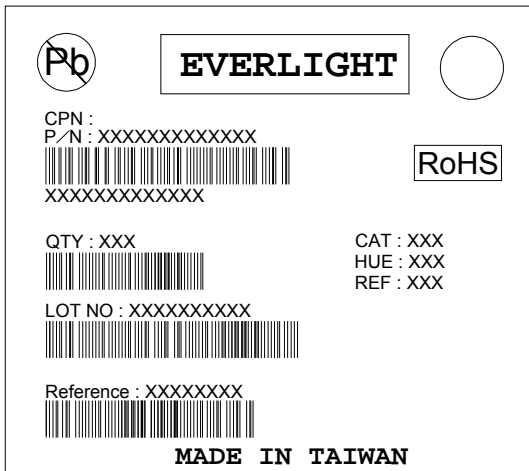 Pb
EVERLIGHT
CPN :
P/N : XXXXXXXXXXXXX
RoHS
XXXXXXXXXXXXX
QTY : XXX
CAT : XXX
HUE : XXX
REF : XXX
LOT NO : XXXXXXXXXX
Reference : XXXXXXXX
MADE IN TAIWAN